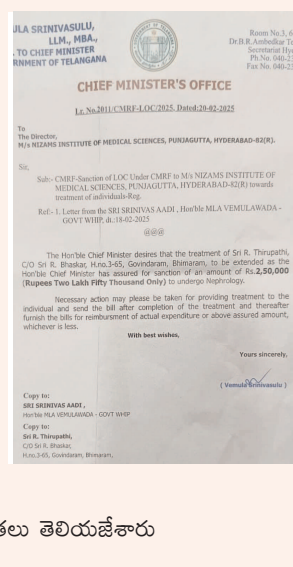 ULA SRINIVASULU,
LLM., MBA.,
TO CHIEF MINISTER
RNMENT OF TELANGANA
Room No.3, 6
Dr.B.R.Ambedkar Te
Secretariat Hy
Ph.No. 040-2
Fax No. 040-23
CHIEF MINISTER'S OFFICE
Lr. No.2011/CMRF-LOC/2025, Dated:20-02-2025
To
The Director,
M/s NIZAMS INSTITUTE OF MEDICAL SCIENCES, PUNJAGUTTA, HYDERABAD-82(R).
Sir,
Sub:- CMRF-Sanction of LOC Under CMRF to M/s NIZAMS INSTITUTE OF
MEDICAL SCIENCES, PUNJAGUTTA, HYDERABAD-82(R) towards
treatment of individuals-Reg.
Ref:- 1. Letter from the SRI SRINIVAS AADI , Hon'ble MLA VEMULAWADA -
GOVT WHIP, dt.:18-02-2025
@@@
The Hon'ble Chief Minister desires that the treatment of Sri R. Thirupathi,
C/O Sri R. Bhaskar, H.no.3-65, Govindaram, Bhimaram, to be extended as the
Hon'ble Chief Minister has assured for sanction of an amount of Rs.2,50,000
(Rupees Two Lakh Fifty Thousand Only) to undergo Nephrology.
Necessary action may please be taken for providing treatment to the
individual and send the bill after completion of the treatment and thereafter
furnish the bills for reimbursment of actual expenditure or above assured amount,
whichever is less.
With best wishes,
Yours sincerely,
( Vemula Srinivasulu )
Copy to:
SRI SRINIVAS AADI ,
Hon'ble MLA VEMULAWADA - GOVT WHIP
Copy to:
Sri R. Thirupathi,
C/O Sri R. Bhaskar,
H.no.3-65, Govindaram, Bhimaram,
తలు తెలియజేశారు